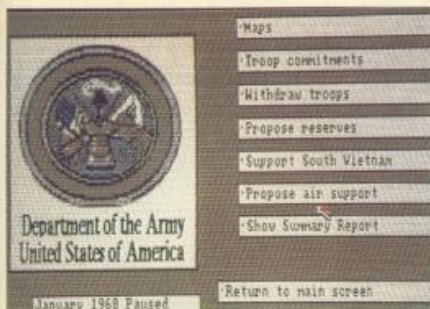 ·Maps
·Troop commitments
·Withdraw troops
·Propose reserves
·Support South Vietnam
·Propose air support
·Show Summary Report
Department of the Army
United States of America
January 1968 Paused
·Return to main screen